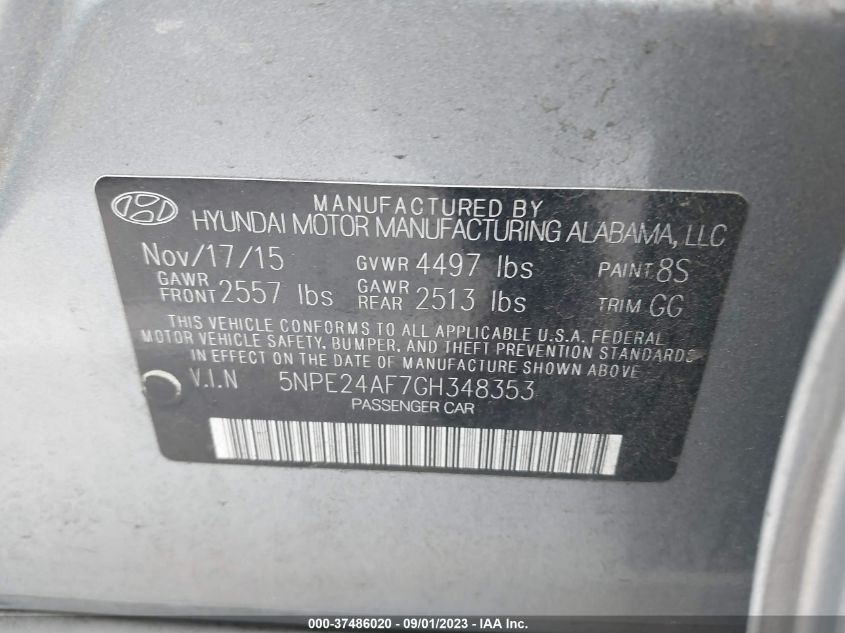 MANUFACTURED BY
HYUNDAI MOTOR MANUFACTURING ALABAMA, LLC
Nov/17/15 GVWR 4497 lbs PAINT 8S
GAWR FRONT 2557 lbs GAWR REAR 2513 lbs TRIM GG
THIS VEHICLE CONFORMS TO ALL APPLICABLE U.S.A. FEDERAL
MOTOR VEHICLE SAFETY, BUMPER, AND THEFT PREVENTION STANDARDS
IN EFFECT ON THE DATE OF MANUFACTURE SHOWN ABOVE
V.I.N 5NPE24AF7GH348353
PASSENGER CAR
000-37486020 - 09/01/2023 - IAA Inc.